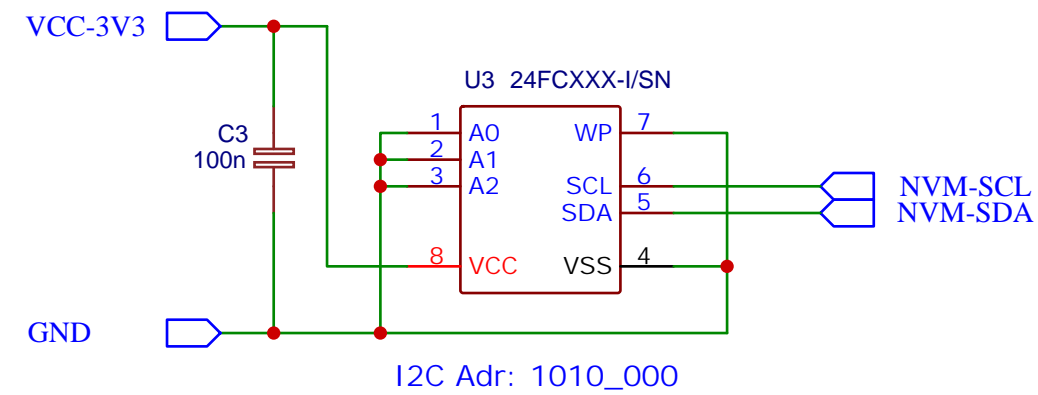 VCC-3V3
U3 24FCXXX-I/SN
C3
100n
1 A0 WP 7
2 A1
3 A2 SCL 6
SDA 5
8 VCC VSS 4
NVM-SCL
NVM-SDA
GND
I2C Adr: 1010_000